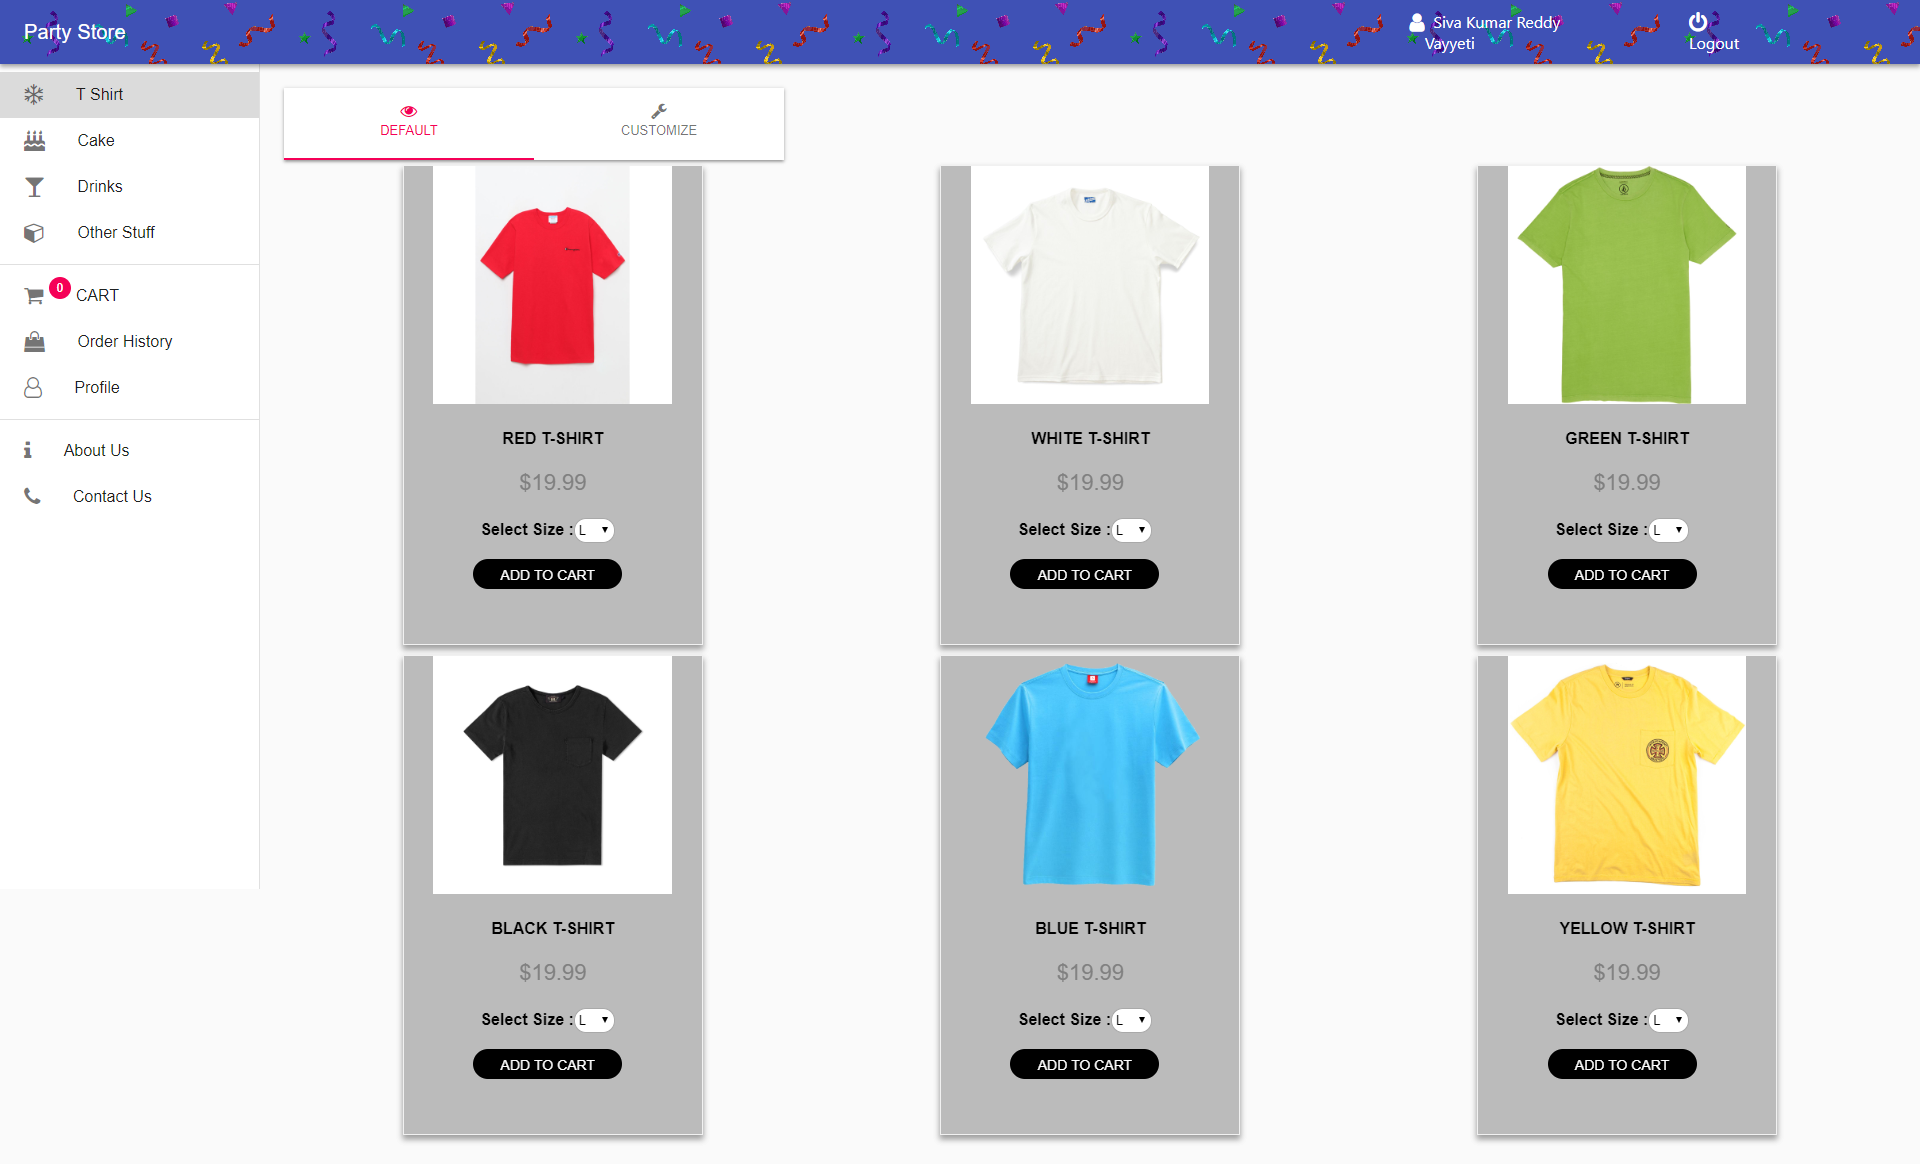 Party Store
Siva Kumar Reddy
Vayyeti
Logout
T Shirt
Cake
Drinks
Other Stuff
0
CART
Order History
Profile
About Us
Contact Us
DEFAULT
CUSTOMIZE
RED T-SHIRT
$19.99
Select Size : L
ADD TO CART
WHITE T-SHIRT
$19.99
Select Size : L
ADD TO CART
GREEN T-SHIRT
$19.99
Select Size : L
ADD TO CART
BLACK T-SHIRT
$19.99
Select Size : L
ADD TO CART
BLUE T-SHIRT
$19.99
Select Size : L
ADD TO CART
YELLOW T-SHIRT
$19.99
Select Size : L
ADD TO CART